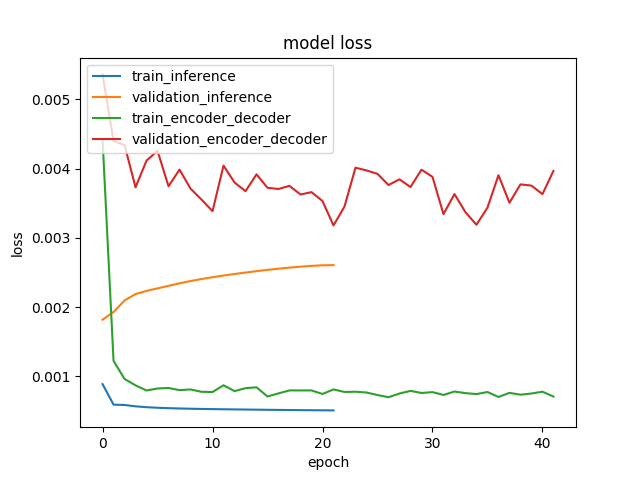 model loss
train_inference
validation_inference
train_encoder_decoder
validation_encoder_decoder
0.005
0.004
0.003
0.002
0.001
loss
0 10 20 30 40
epoch